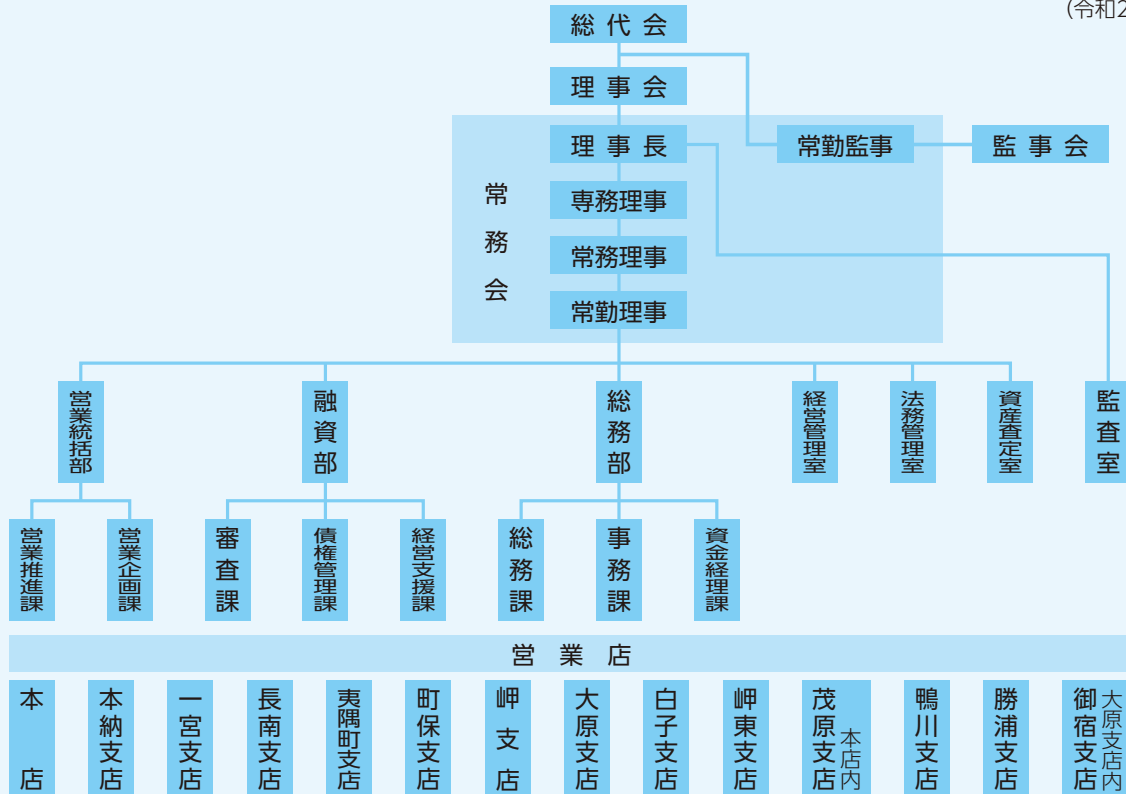 (令和2
総代会
理事会
理事長
常勤監事
監事会
常務会
専務理事
常務理事
常勤理事
営業統括部
融資部
総務部
経営管理室
法務管理室
資産査定室
監査室
営業推進課
営業企画課
審査課
債権管理課
経営支援課
総務課
事務課
資金経理課
営業店
本店
本納支店
一宮支店
長南支店
夷隅町支店
町保支店
岬支店
大原支店
白子支店
岬東支店
茂原支店
本店内
鴨川支店
勝浦支店
御宿支店
大原支店内